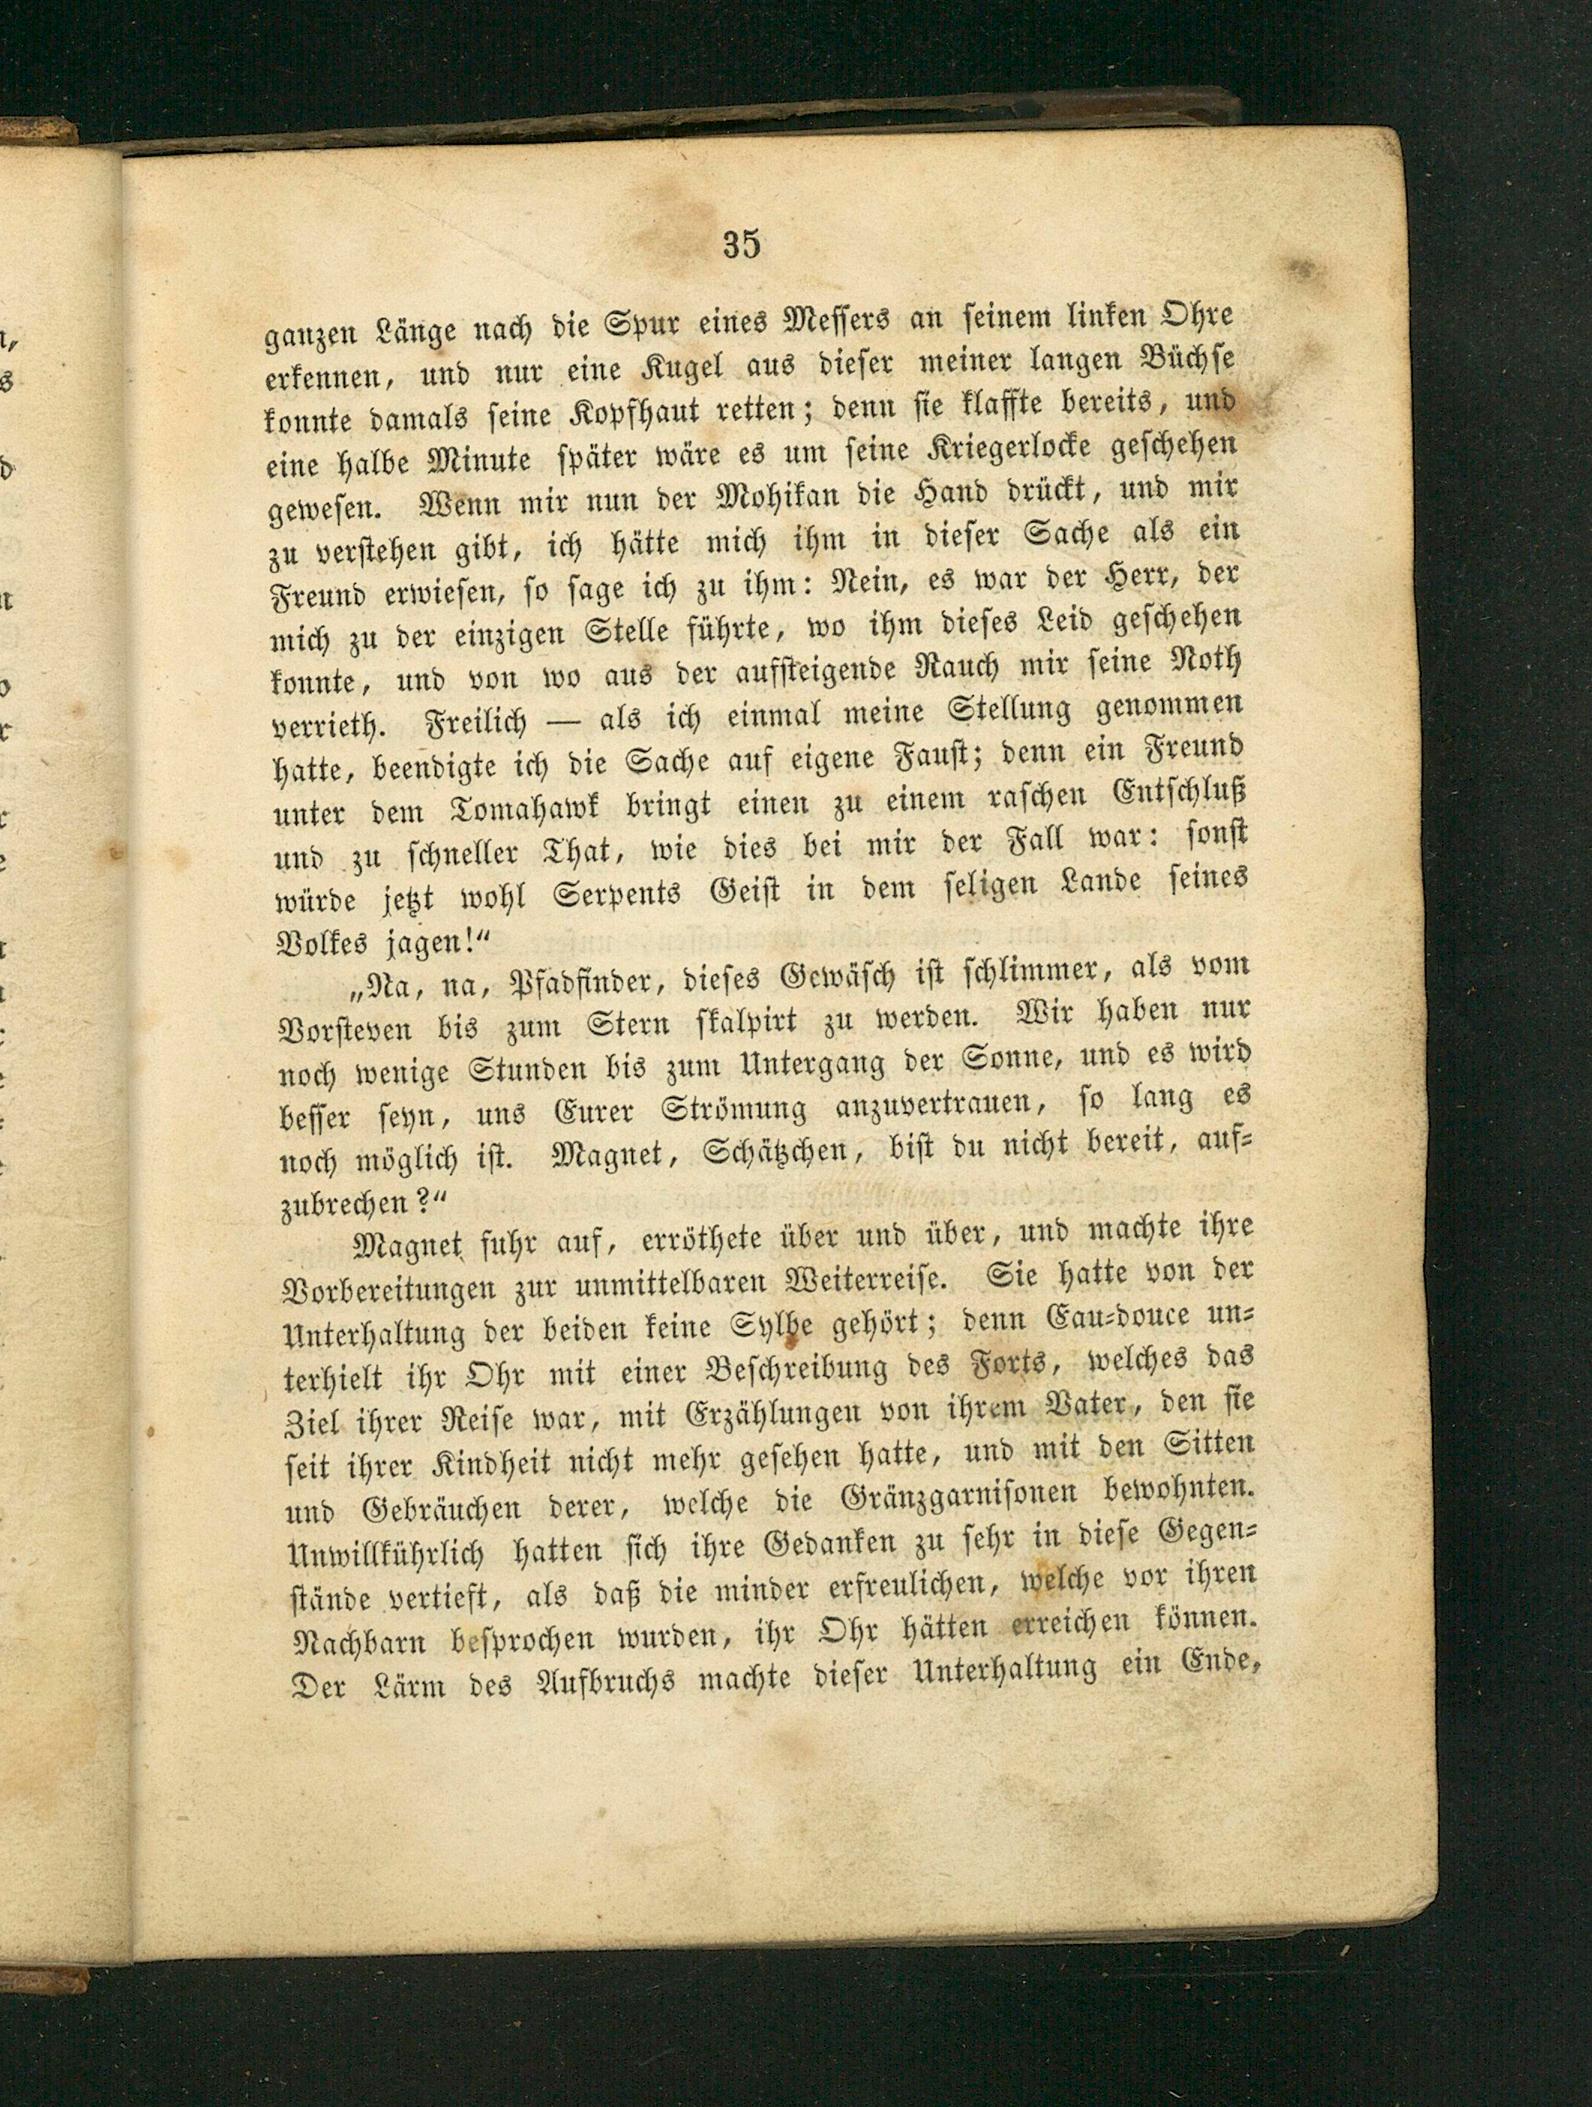 35
ganzen Länge nach die Spur eines Messers an seinem linken Ohre
erkennen, und nur eine Kugel aus dieser meiner langen Büchse
konnte damals seine Kopfhaut retten; denn sie klaffte bereits, und
eine halbe Minute später wäre es um seine Kriegerlocke geschehen
gewesen. Wenn mir nun der Mohikan die Hand drückt, und mir
zu verstehen gibt, ich hätte mich ihm in dieser Sache als ein
Freund erwiesen, so sage ich zu ihm: Nein, es war der Herr, der
mich zu der einzigen Stelle führte, wo ihm dieses Leid geschehen
konnte, und von wo aus der aufsteigende Rauch mir seine Noth
verrieth. Freilich — als ich einmal meine Stellung genommen
hatte, beendigte ich die Sache auf eigene Faust; denn ein Freund
unter dem Tomahawk bringt einen zu einem raschen Entschluß
und zu schneller That, wie dies bei mir der Fall war: sonst
würde jetzt wohl Serpents Geist in dem seligen Lande seines
Volkes jagen!“
„Na, na, Pfadfinder, dieses Gewäsch ist schlimmer, als vom
Vorsteven bis zum Stern skalpirt zu werden. Wir haben nur
noch wenige Stunden bis zum Untergang der Sonne, und es wird
besser seyn, uns Eurer Strömung anzuvertrauen, so lang es
noch möglich ist. Magnet, Schätzchen, bist du nicht bereit, auf-
zubrechen?“
Magnet fuhr auf, erröthete über und über, und machte ihre
Vorbereitungen zur unmittelbaren Weiterreise. Sie hatte von der
Unterhaltung der beiden keine Sylbe gehört; denn Eau-douce un-
terhielt ihr Ohr mit einer Beschreibung des Forts, welches das
Ziel ihrer Reise war, mit Erzählungen von ihrem Vater, den sie
seit ihrer Kindheit nicht mehr gesehen hatte, und mit den Sitten
und Gebräuchen derer, welche die Gränzgarnisonen bewohnten.
Unwillkührlich hatten sich ihre Gedanken zu sehr in diese Gegen-
stände vertieft, als daß die minder erfreulichen, welche vor ihren
Nachbarn besprochen wurden, ihr Ohr hätten erreichen können.
Der Lärm des Aufbruchs machte dieser Unterhaltung ein Ende,